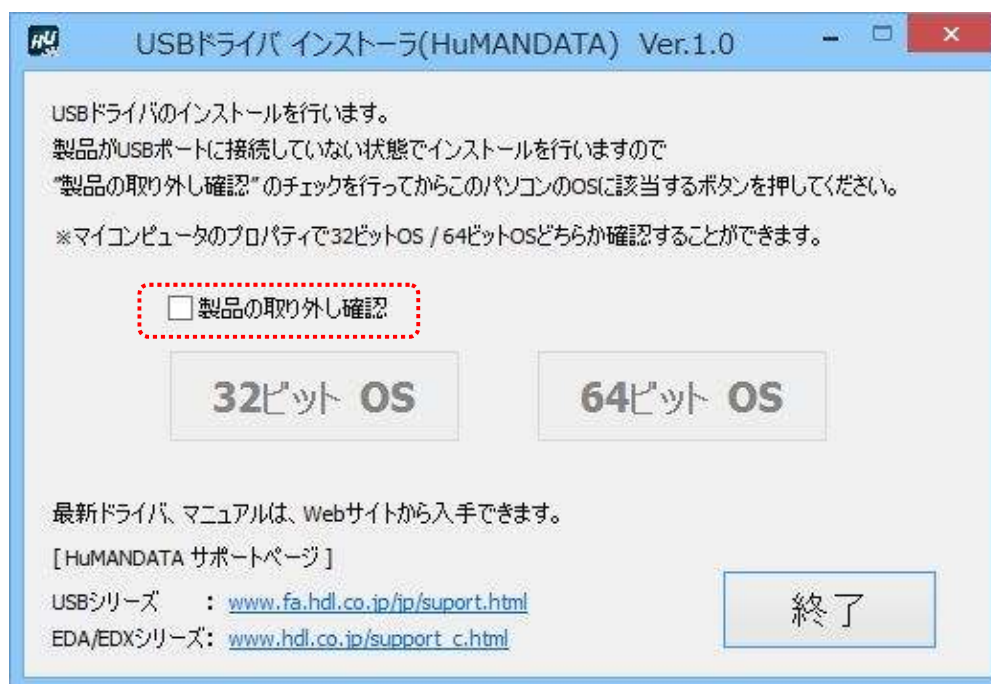 HU
USBドライバ インストーラ(HuMANDATA) Ver.1.0
USBドライバのインストールを行います。
製品がUSBポートに接続していない状態でインストールを行いますので
"製品の取り外し確認" のチェックを行ってからこのパソコンのOSに該当するボタンを押してください。
※マイコンピュータのプロパティで32ビットOS / 64ビットOSどちらか確認することができます。
製品の取り外し確認
32ビット OS 64ビット OS
最新ドライバ、マニュアルは、Webサイトから入手できます。
[ HuMANDATA サポートページ ]
USBシリーズ : www.fa.hdl.co.jp/jp/suport.html
EDA/EDXシリーズ: www.hdl.co.jp/support_c.html
終了